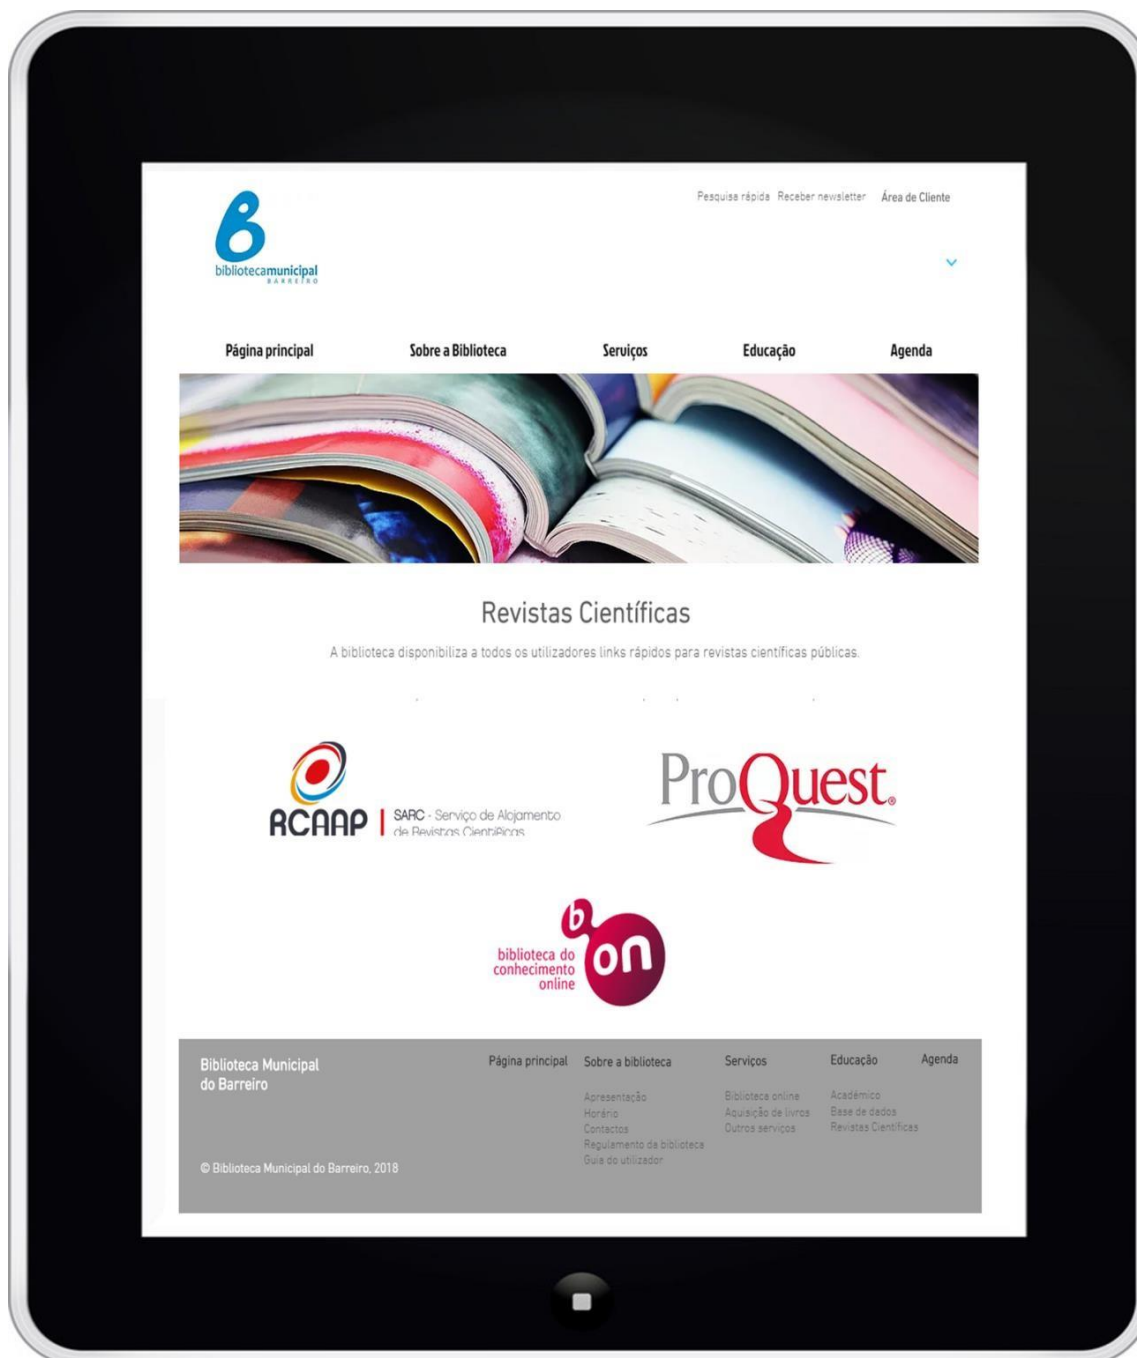 Pesquisa rápida Receber newsletter Área de Cliente
b
bibliotecamunicipal
BARREIRO
Página principal Sobre a Biblioteca Serviços Educação Agenda
Revistas Científicas
A biblioteca disponibiliza a todos os utilizadores links rápidos para revistas científicas públicas.
RCAAP
SARC - Serviço de Alojamento
de Revistas Científicas
ProQuest®
b on
biblioteca do
conhecimento
online
Biblioteca Municipal
do Barreiro
© Biblioteca Municipal do Barreiro, 2018
Página principal
Sobre a biblioteca
Apresentação
Horário
Contactos
Regulamento da biblioteca
Guia do utilizador
Serviços
Biblioteca online
Aquisição de livros
Outros serviços
Educação
Académico
Base de dados
Revistas Científicas
Agenda